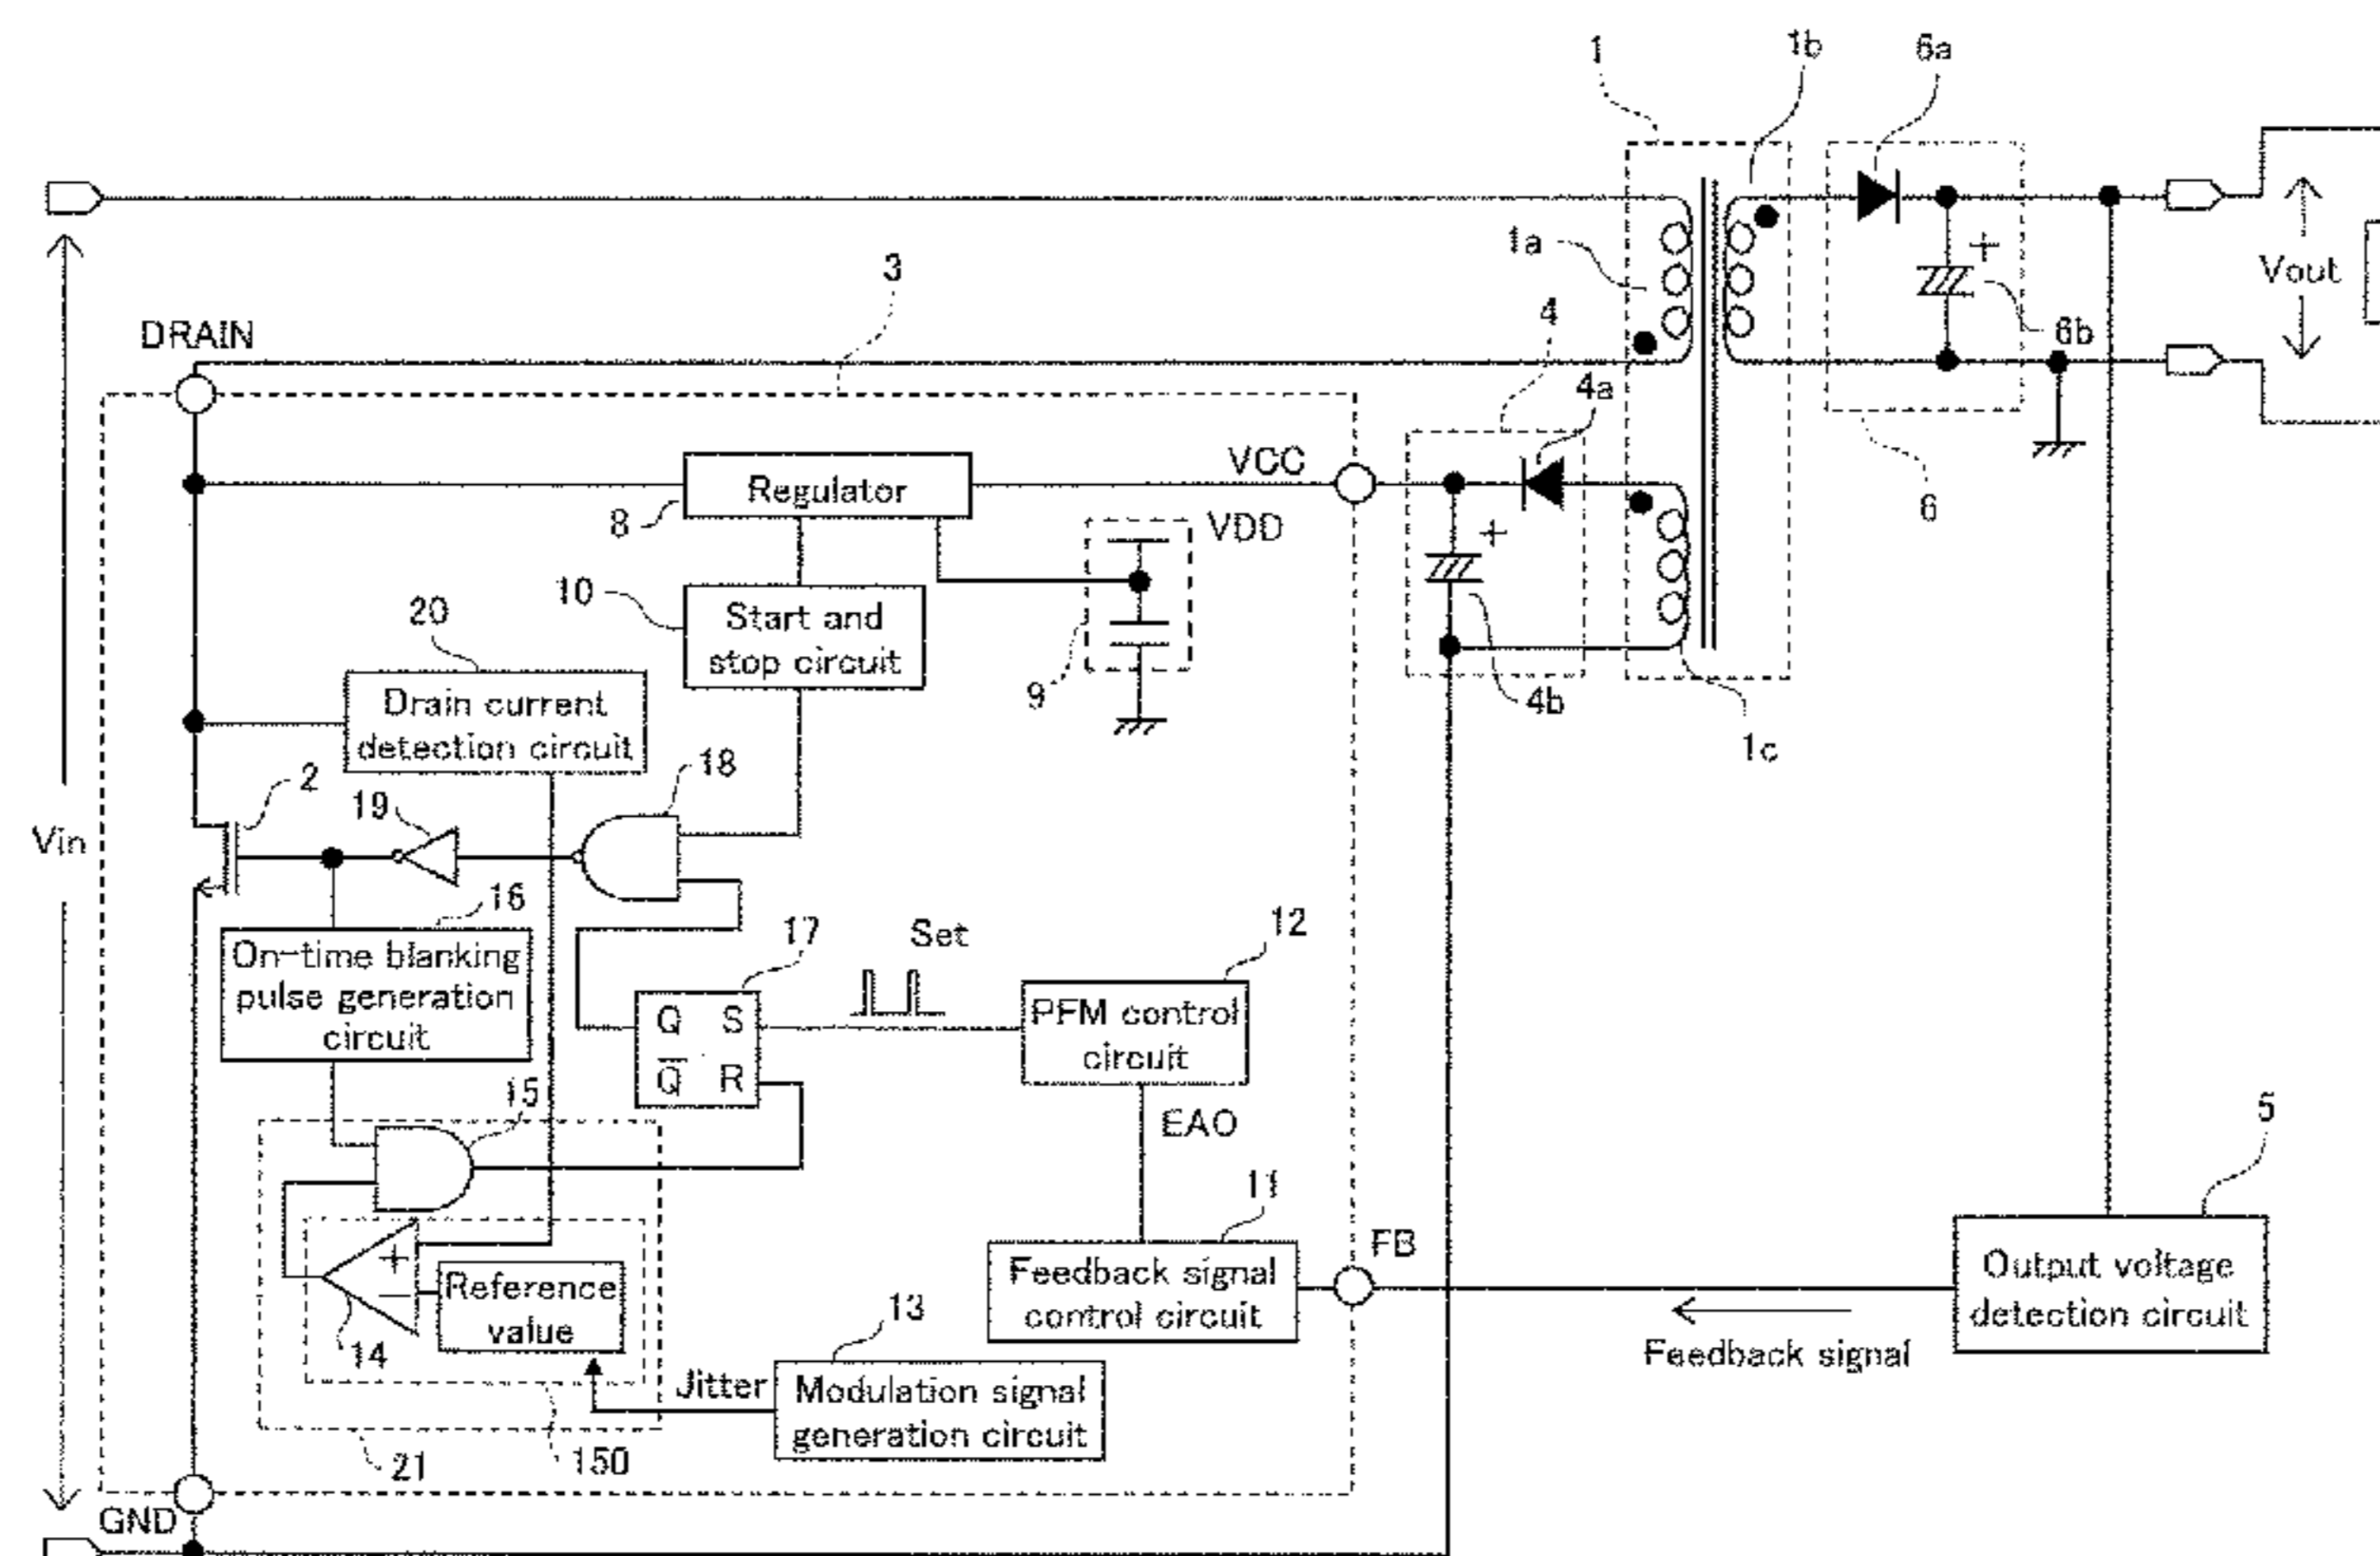 1
1b
6a
1a
3
4
DRAIN
+
Vout
6b
4a
6
VCC
Regulator
8
VDD
+
10
Start and
stop circuit
20
9
4b
1c
Drain current
detection circuit
18
2
19
Vin
16
17
Set
12
On-time blanking
pulse generation
circuit
Q S
Q̅ R
PFM control
circuit
15
EAO
5
11
FB
+
−
Reference
value
14
13
Feedback signal
control circuit
Output voltage
detection circuit
Feedback signal
Jitter
Modulation signal
generation circuit
21
150
GND